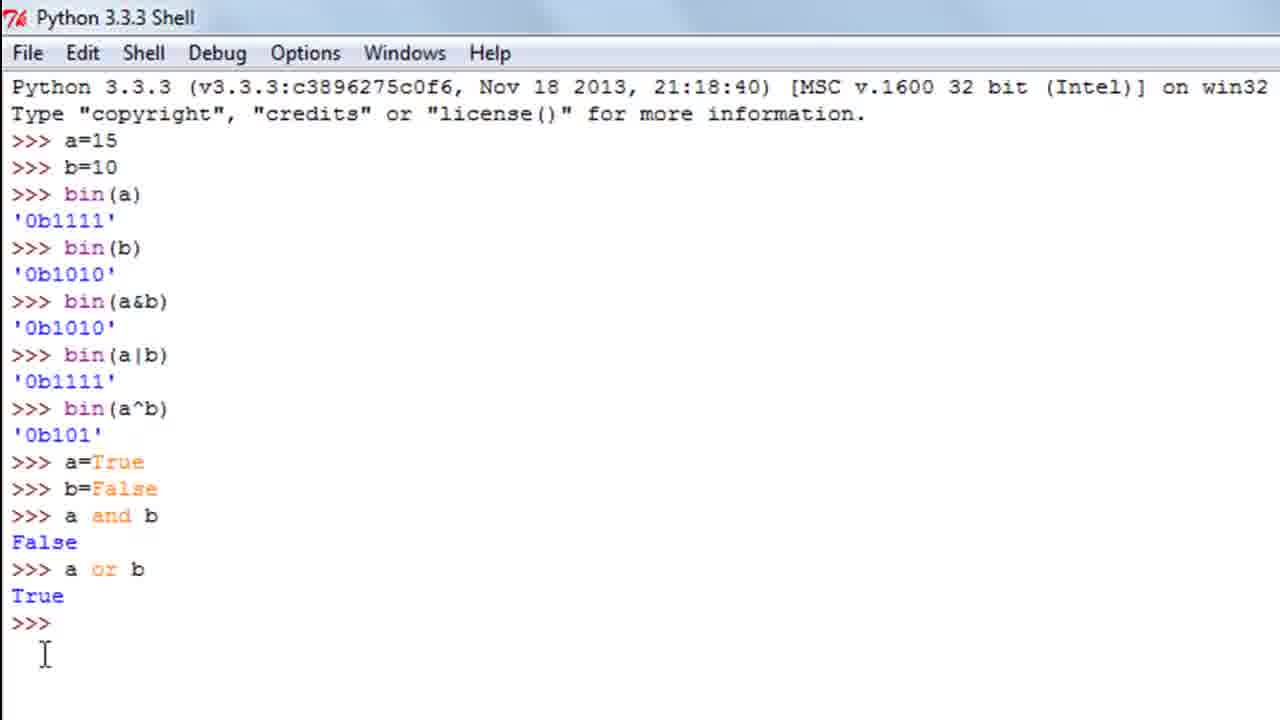 Python 3.3.3 Shell
File Edit Shell Debug Options Windows Help
Python 3.3.3 (v3.3.3:c3896275c0f6, Nov 18 2013, 21:18:40) [MSC v.1600 32 bit (Intel)] on win32
Type "copyright", "credits" or "license()" for more information.
>>> a=15
>>> b=10
>>> bin(a)
'0b1111'
>>> bin(b)
'0b1010'
>>> bin(a&b)
'0b1010'
>>> bin(a|b)
'0b1111'
>>> bin(a^b)
'0b101'
>>> a=True
>>> b=False
>>> a and b
False
>>> a or b
True
>>>